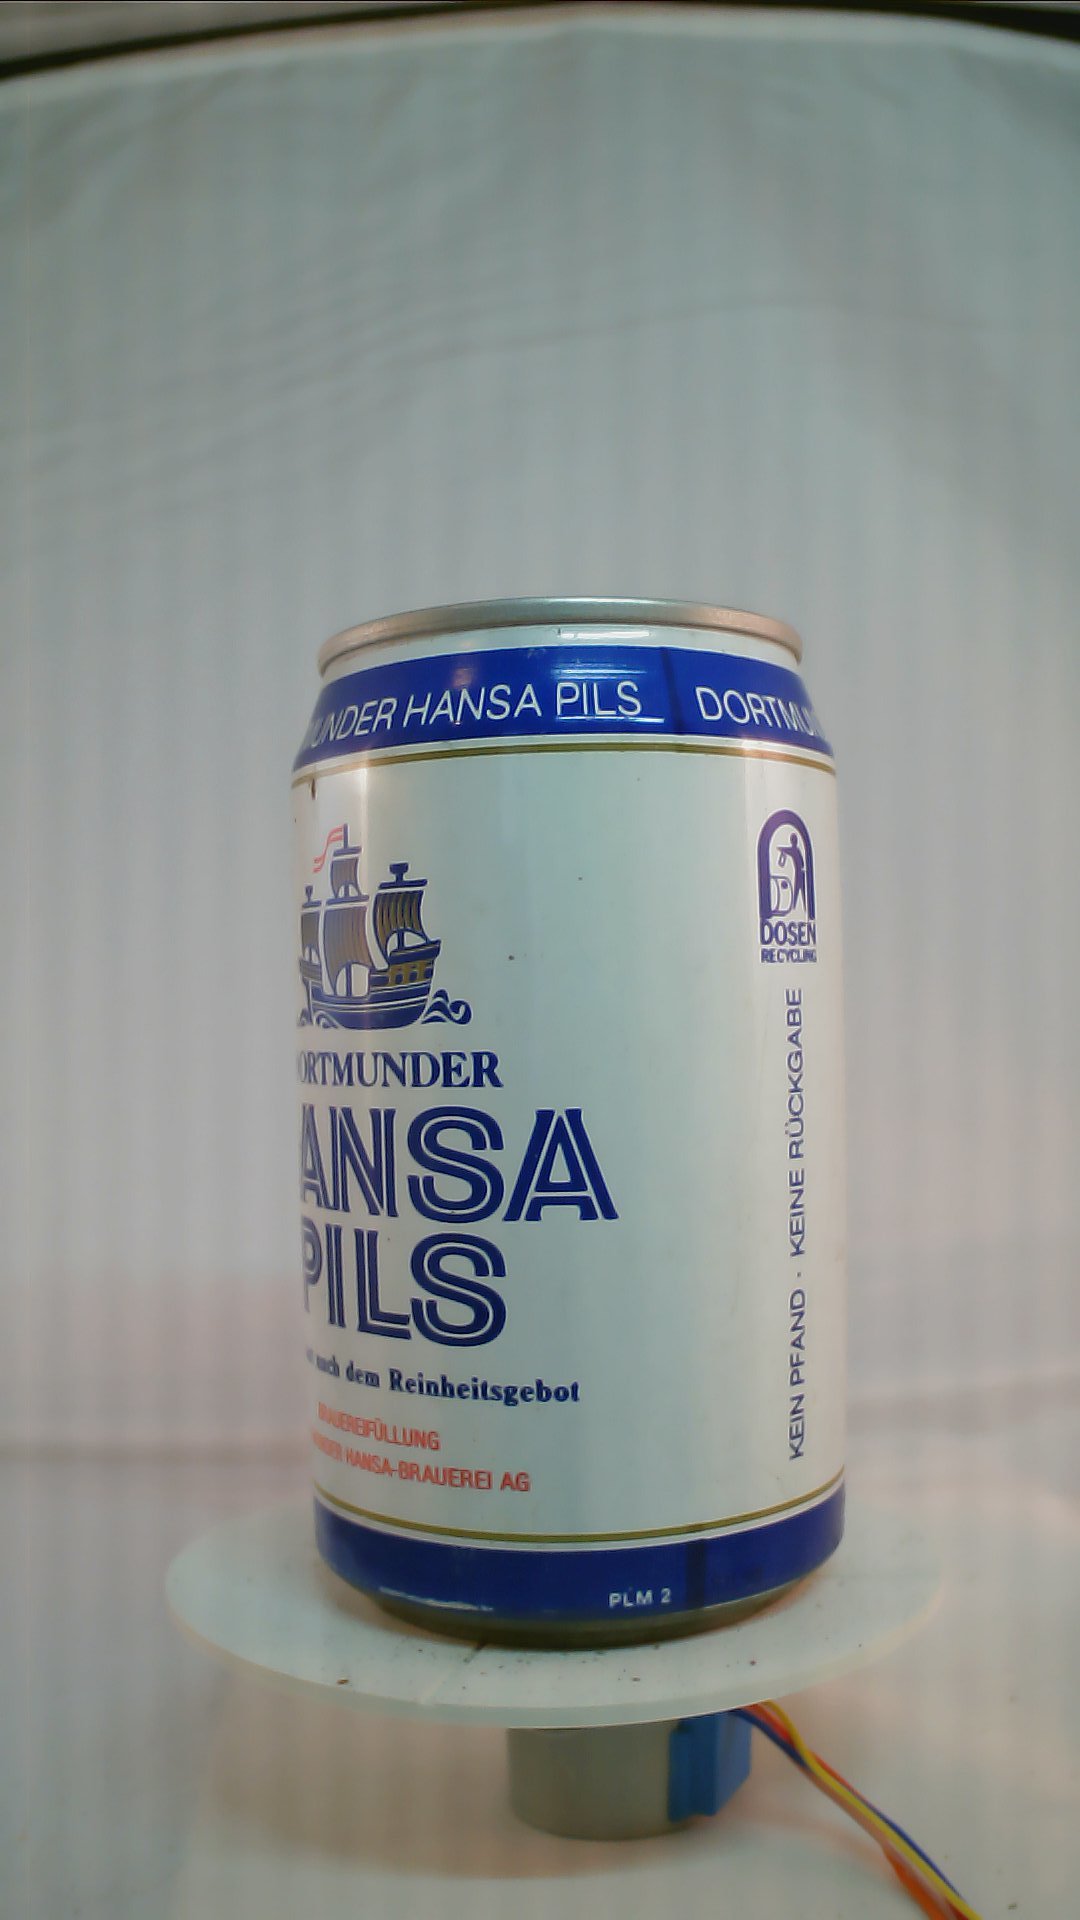 UNDER HANSA PILS DORTMU
DOSEN
RECYCLING
KEIN PFAND · KEINE RÜCKGABE
ORTMUNDER
ANSA
PILS
nach dem Reinheitsgebot
BRAUEREIFÜLLUNG
HANSA-BRAUEREI AG
PLM 2